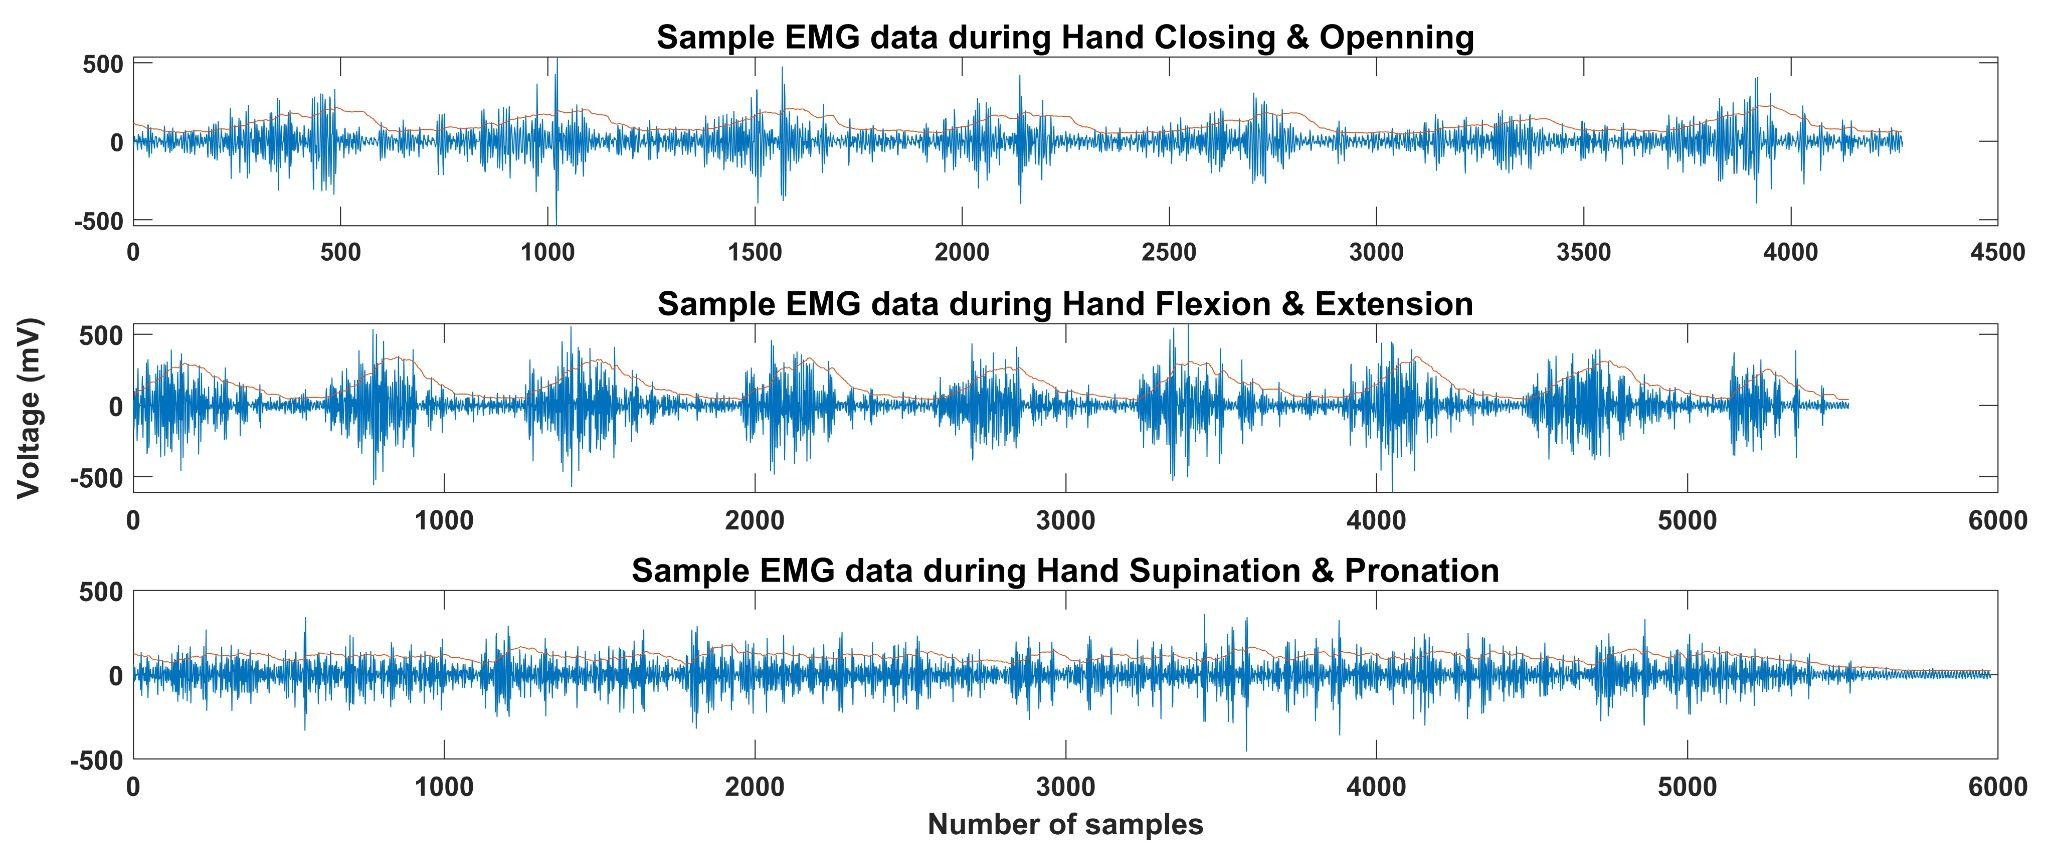 Sample EMG data during Hand Closing & Openning
500
0
-500
0 500 1000 1500 2000 2500 3000 3500 4000 4500
Sample EMG data during Hand Flexion & Extension
Voltage (mV)
500
0
-500
0 1000 2000 3000 4000 5000 6000
Sample EMG data during Hand Supination & Pronation
500
0
-500
0 1000 2000 3000 4000 5000 6000
Number of samples